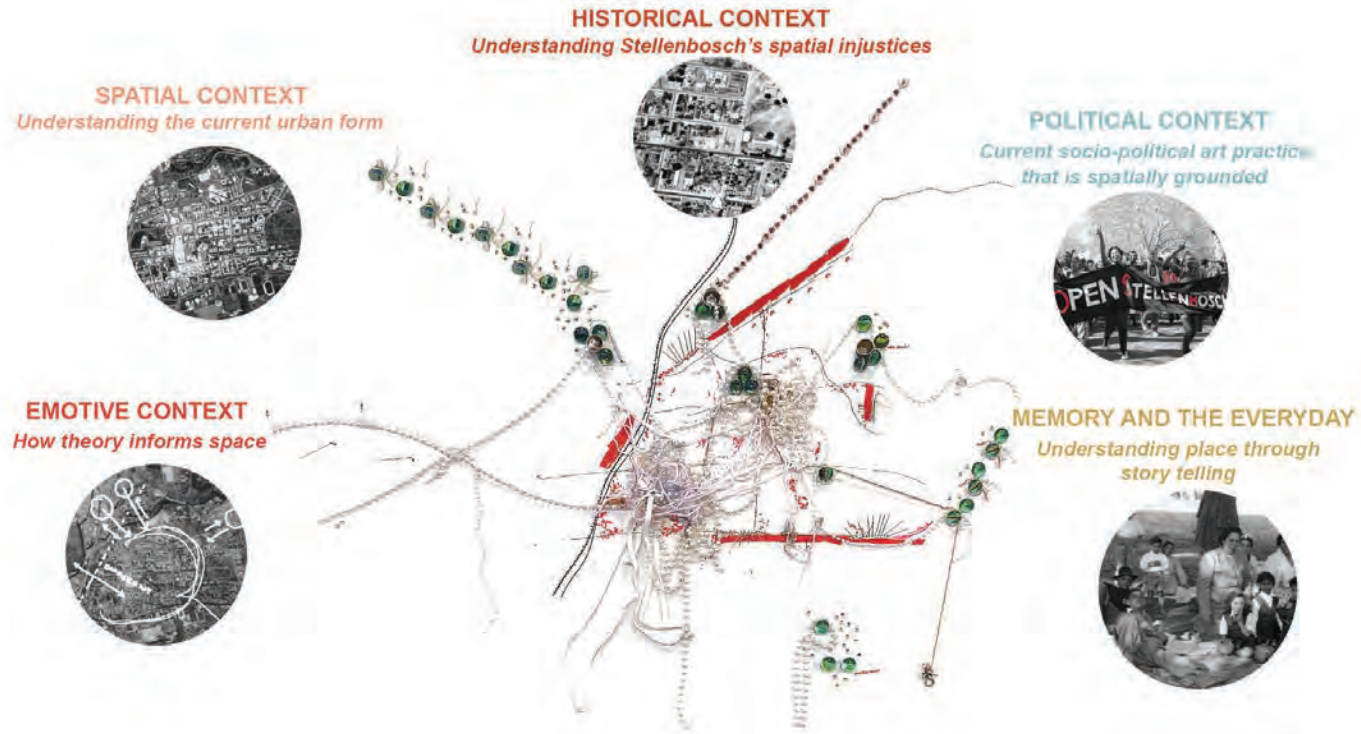 HISTORICAL CONTEXT
Understanding Stellenbosch's spatial injustices
SPATIAL CONTEXT
Understanding the current urban form
POLITICAL CONTEXT
Current socio-political art practice
that is spatially grounded
OPEN STELLENBOSCH
EMOTIVE CONTEXT
How theory informs space
MEMORY AND THE EVERYDAY
Understanding place through
story telling